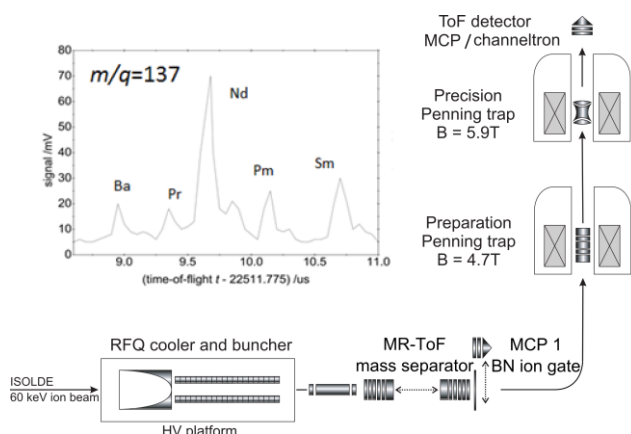 ToF detector
MCP / channeltron
Precision
Penning trap
B = 5.9T
Preparation
Penning trap
B = 4.7T
m/q=137
Nd
Ba
Pr
Pm
Sm
signal /mV
80
70
60
50
40
30
20
10
0
9.0
9.5
10.0
10.5
11.0
(time-of-flight t - 22511.775) /us
RFQ cooler and buncher
MR-ToF
mass separator
MCP 1
BN ion gate
ISOLDE
60 keV ion beam
HV platform